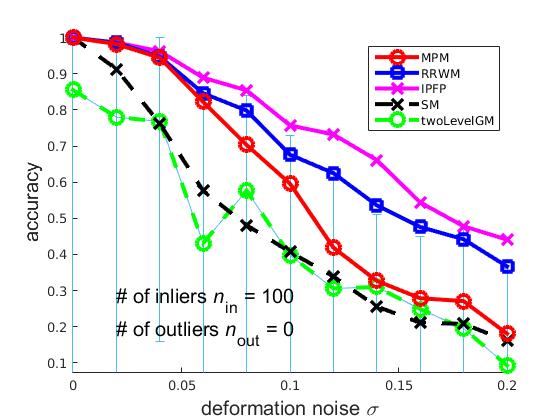 1
0.9
0.8
0.7
0.6
0.5
0.4
0.3
0.2
0.1
accuracy
MPM
RRWM
IPFP
SM
twoLevelGM
# of inliers n_in = 100
# of outliers n_out = 0
0 0.05 0.1 0.15 0.2
deformation noise σ